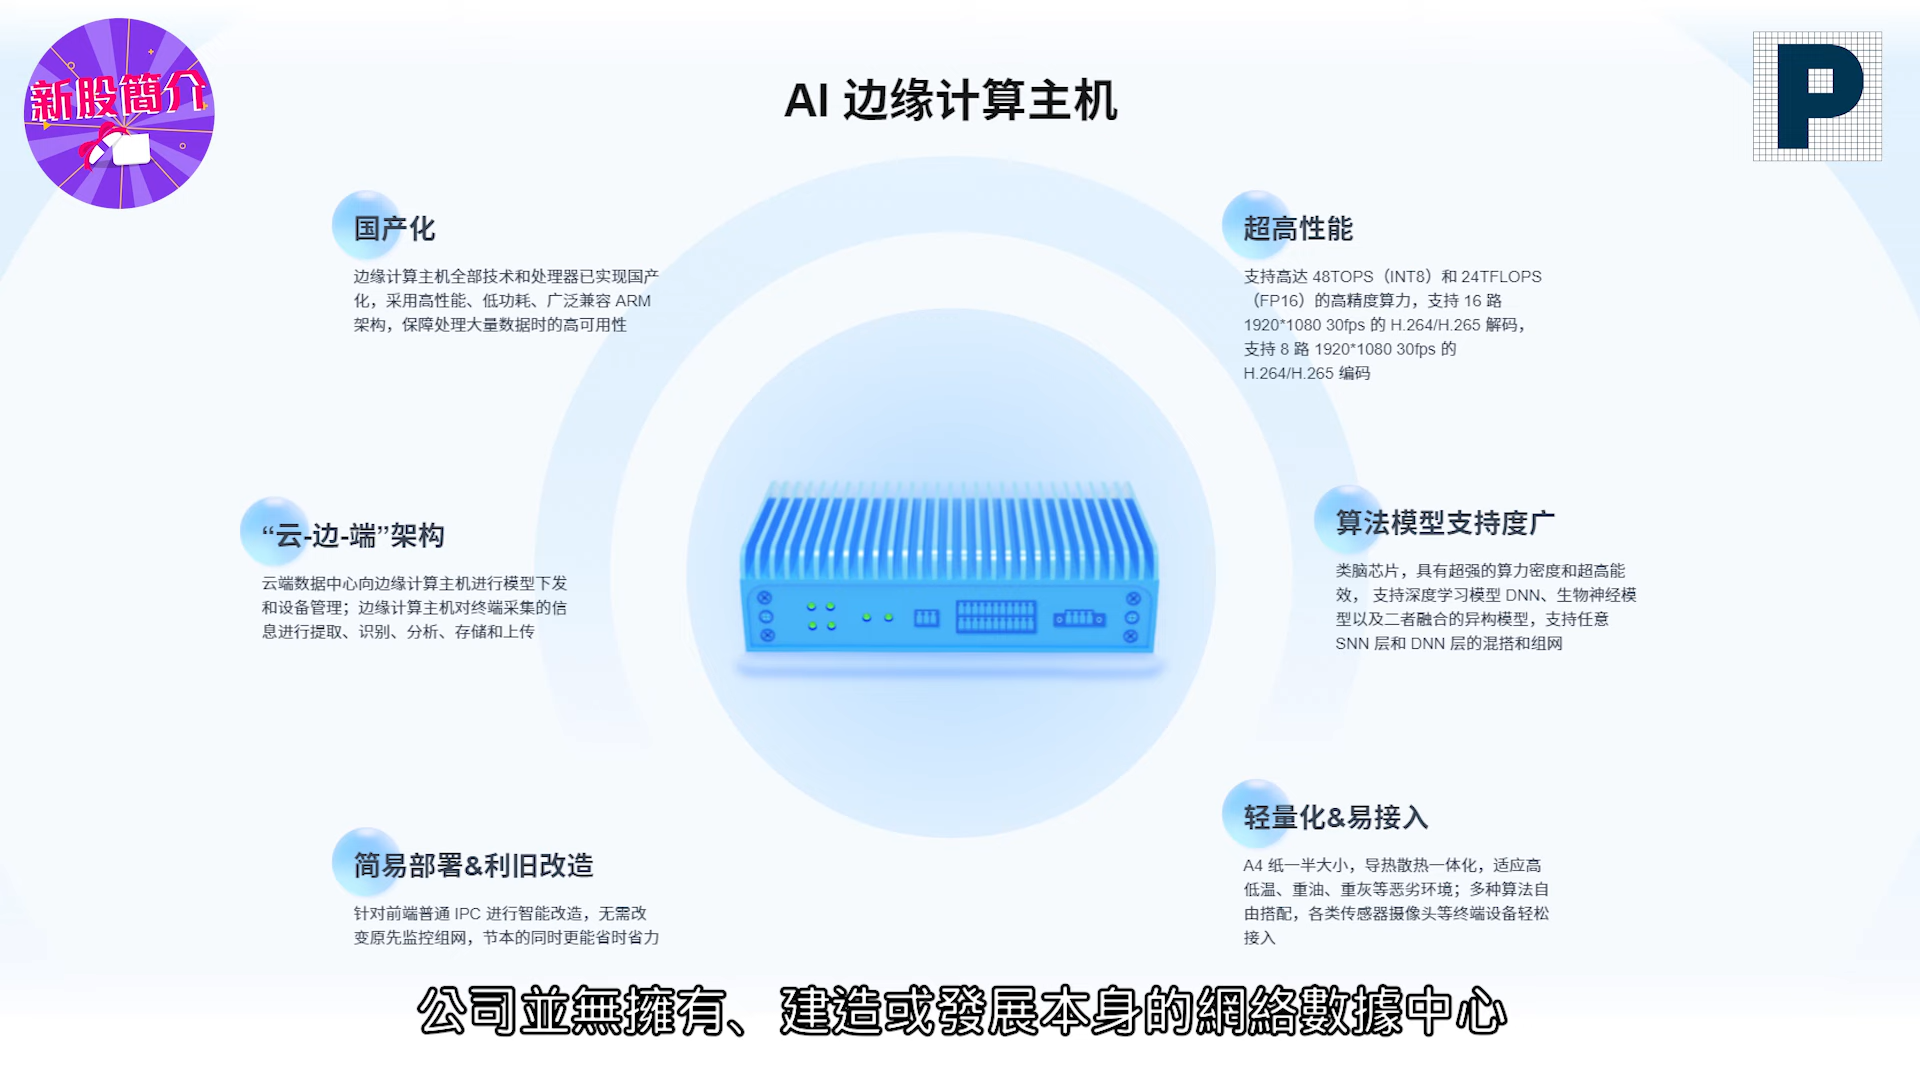 新股簡介
P
AI 边缘计算主机
国产化
边缘计算主机全部技术和处理器已实现国产
化，采用高性能、低功耗、广泛兼容 ARM
架构，保障处理大量数据时的高可用性
超高性能
支持高达 48TOPS（INT8）和 24TFLOPS
（FP16）的高精度算力，支持 16 路
1920*1080 30fps 的 H.264/H.265 解码，
支持 8 路 1920*1080 30fps 的
H.264/H.265 编码
“云-边-端”架构
云端数据中心向边缘计算主机进行模型下发
和设备管理；边缘计算主机对终端采集的信
息进行提取、识别、分析、存储和上传
算法模型支持度广
类脑芯片，具有超强的算力密度和超高能
效， 支持深度学习模型 DNN、生物神经模
型以及二者融合的异构模型，支持任意
SNN 层和 DNN 层的混搭和组网
简易部署&利旧改造
针对前端普通 IPC 进行智能改造，无需改
变原先监控组网，节本的同时更能省时省力
轻量化&易接入
A4 纸一半大小，导热散热一体化，适应高
低温、重油、重灰等恶劣环境；多种算法自
由搭配，各类传感器摄像头等终端设备轻松
接入
公司並無擁有、建造或發展本身的網絡數據中心